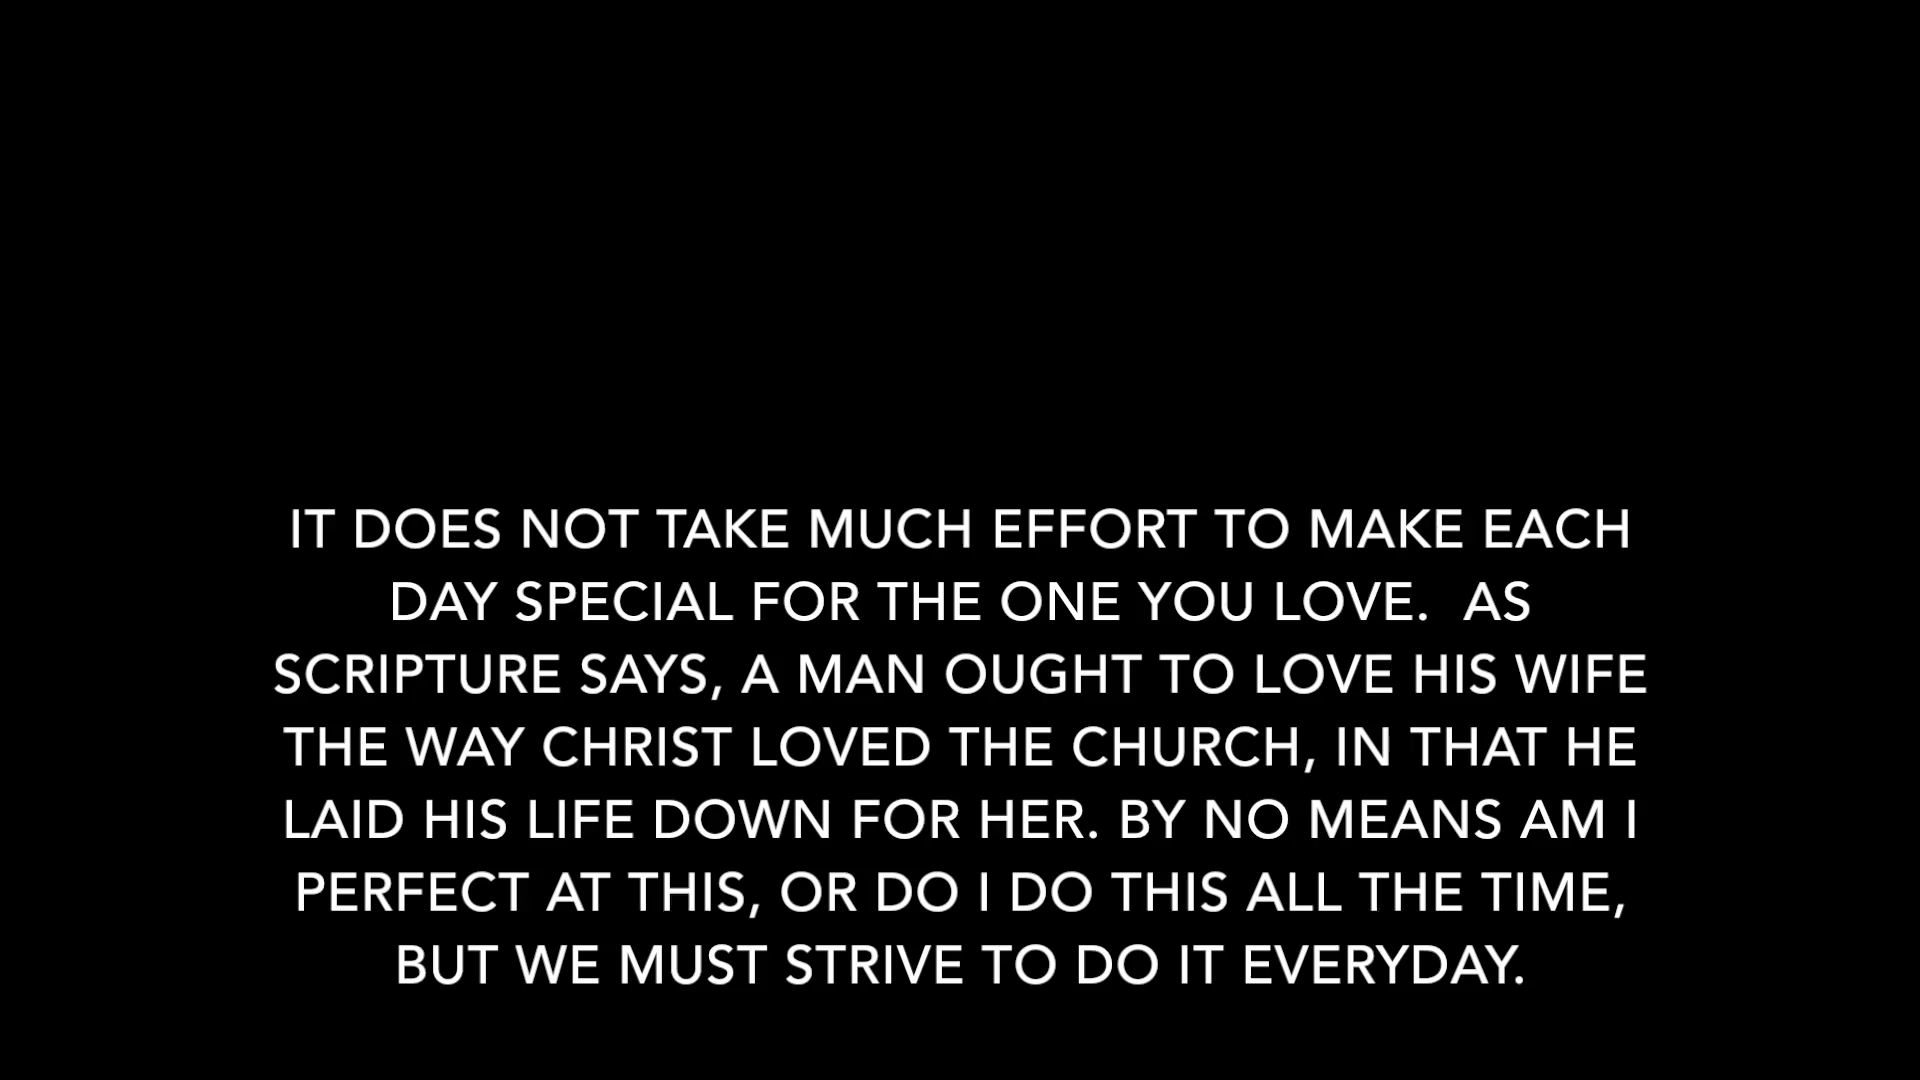 IT DOES NOT TAKE MUCH EFFORT TO MAKE EACH
DAY SPECIAL FOR THE ONE YOU LOVE.  AS
SCRIPTURE SAYS, A MAN OUGHT TO LOVE HIS WIFE
THE WAY CHRIST LOVED THE CHURCH, IN THAT HE
LAID HIS LIFE DOWN FOR HER. BY NO MEANS AM I
PERFECT AT THIS, OR DO I DO THIS ALL THE TIME,
BUT WE MUST STRIVE TO DO IT EVERYDAY.